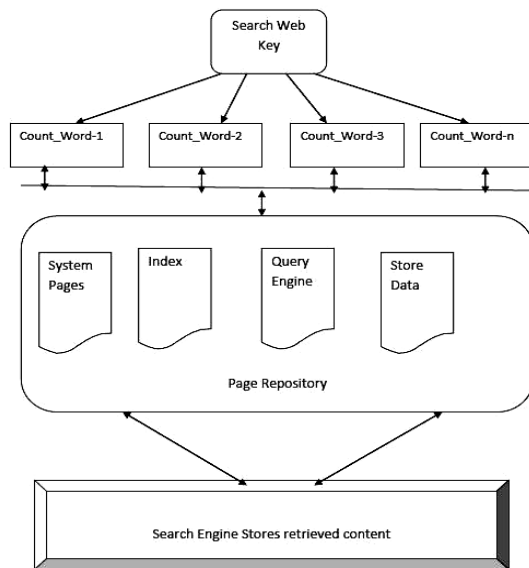 Search Web
Key
Count_Word-1
Count_Word-2
Count_Word-3
Count_Word-n
System
Pages
Index
Query
Engine
Store
Data
Page Repository
Search Engine Stores retrieved content